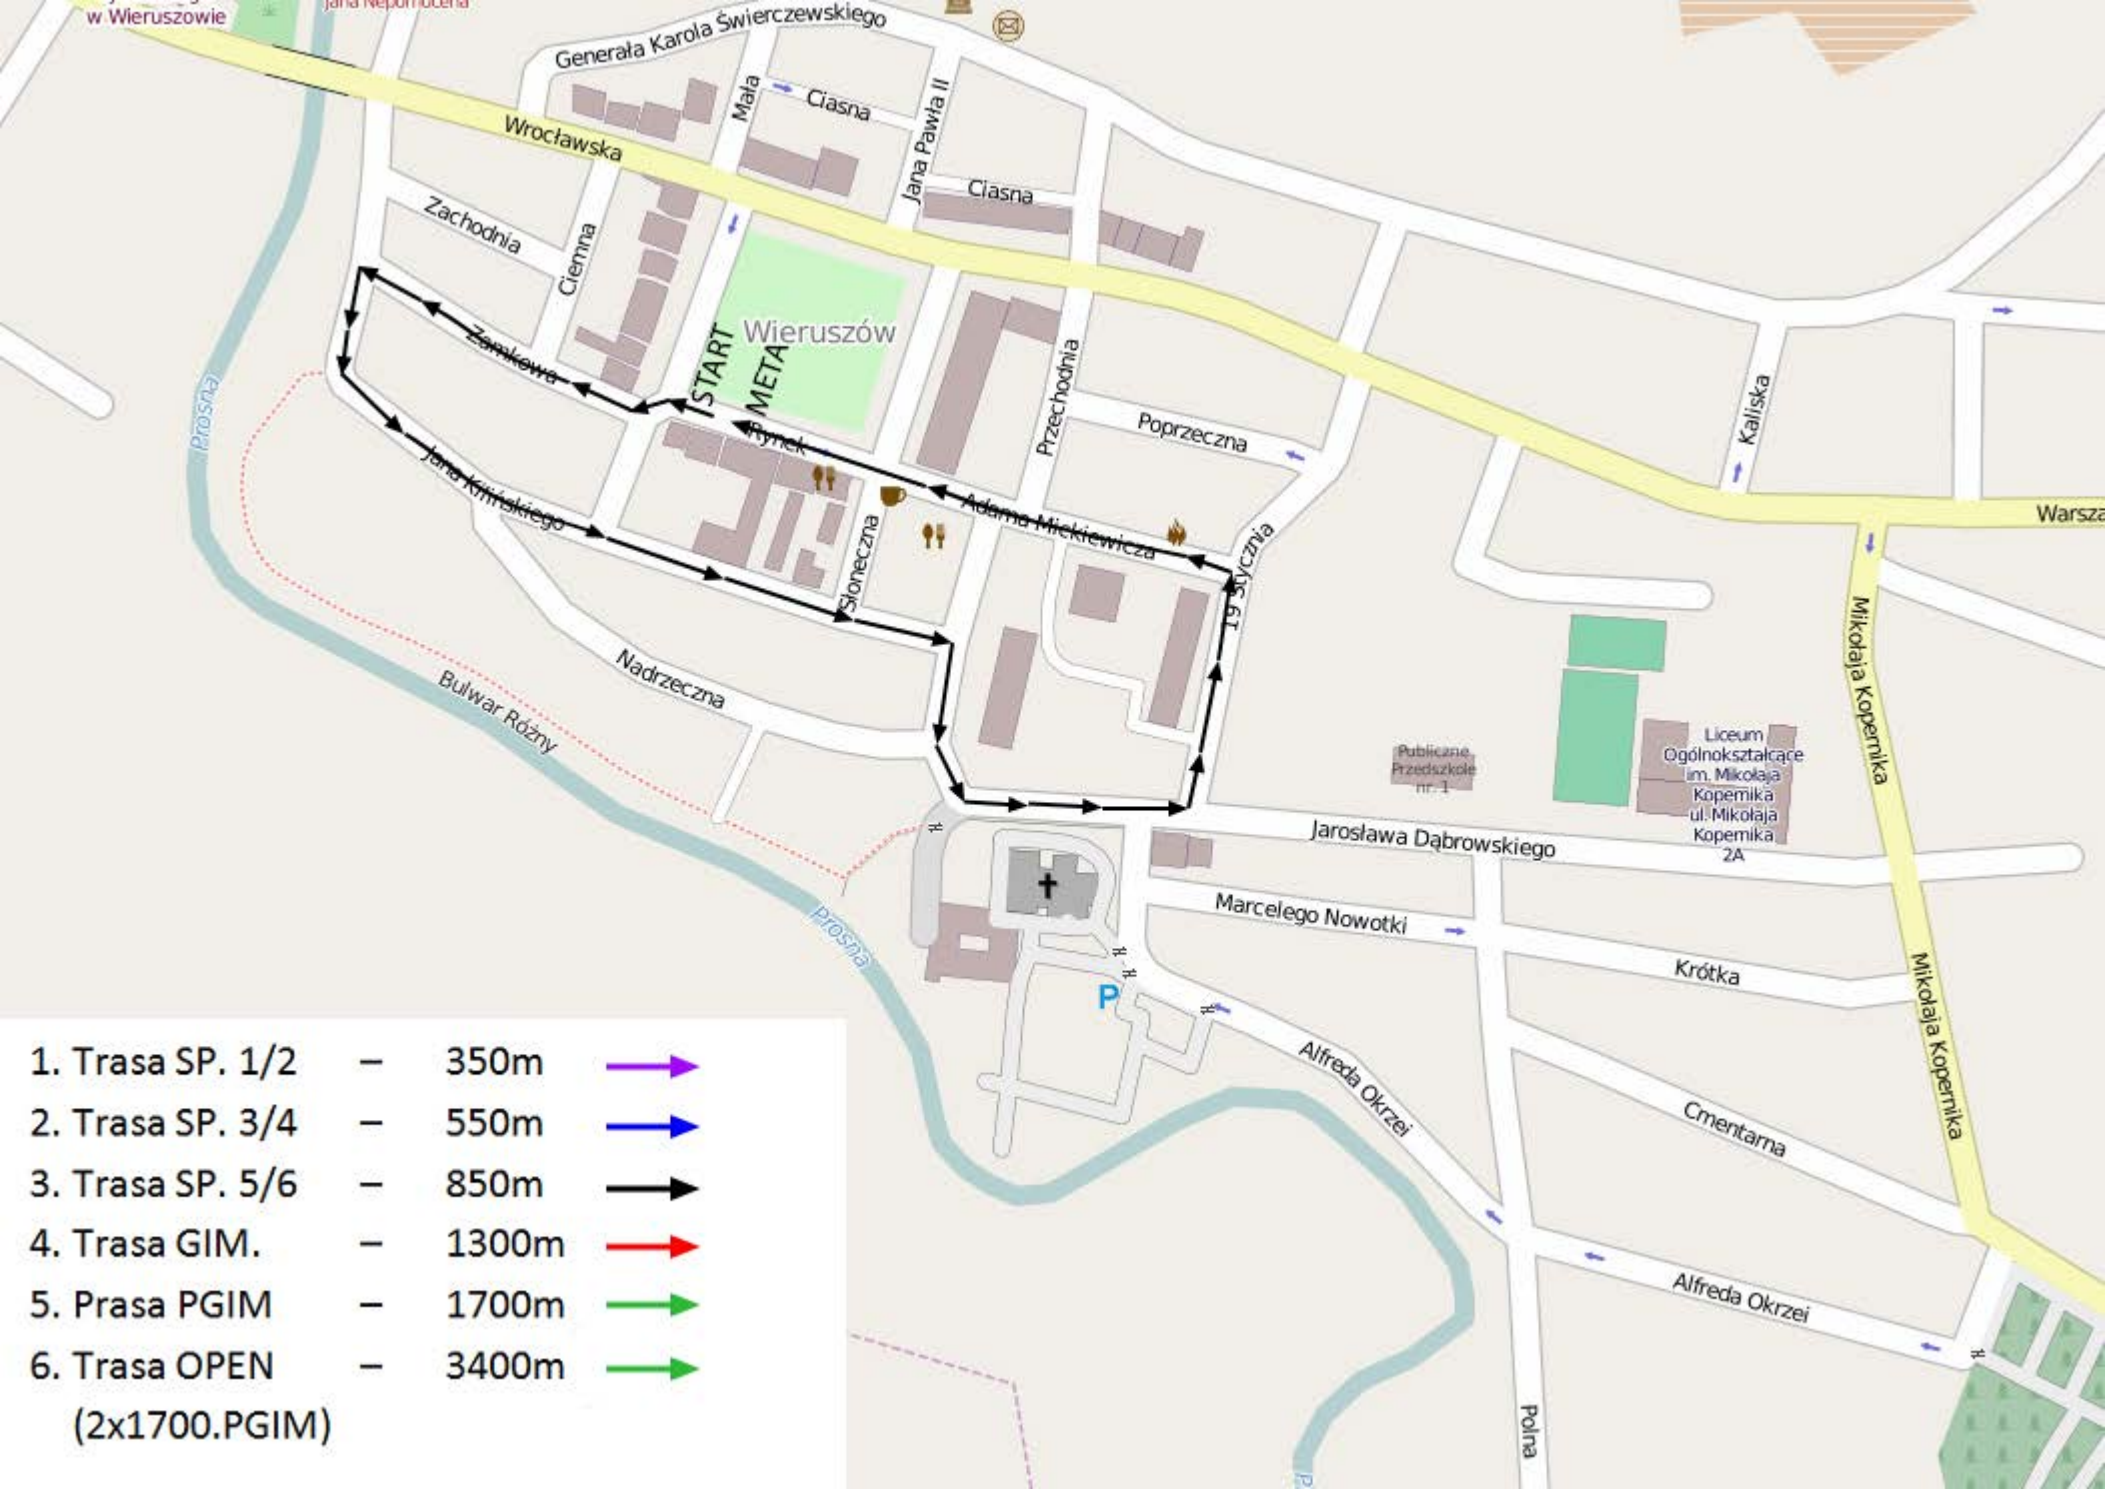 w Wieruszowie
Jana Nepomucena
Generała Karola Świerczewskiego
Mała
Ciasna
Jana Pawła II
Wrocławska
Ciasna
Zachodnia
Ciemna
Wieruszów
START
META
Zamkowa
Rynek
Przechodnia
Poprzeczna
Kaliska
Prosna
Jana Kilińskiego
Adama Mickiewicza
19 Stycznia
Warsza
Słoneczna
Mikołaja Kopernika
Nadrzeczna
Bulwar Różny
Publiczne
Przedszkole
nr. 1
Liceum
Ogólnokształcące
im. Mikołaja
Kopernika
ul. Mikołaja
Kopernika
2A
Jarosława Dąbrowskiego
Marcelego Nowotki
Krótka
Prosna
P
Mikołaja Kopernika
Alfreda Okrzei
Cmentarna
Alfreda Okrzei
Polna
P
1. Trasa SP. 1/2 – 350m
2. Trasa SP. 3/4 – 550m
3. Trasa SP. 5/6 – 850m
4. Trasa GIM. – 1300m
5. Prasa PGIM – 1700m
6. Trasa OPEN – 3400m
(2x1700.PGIM)